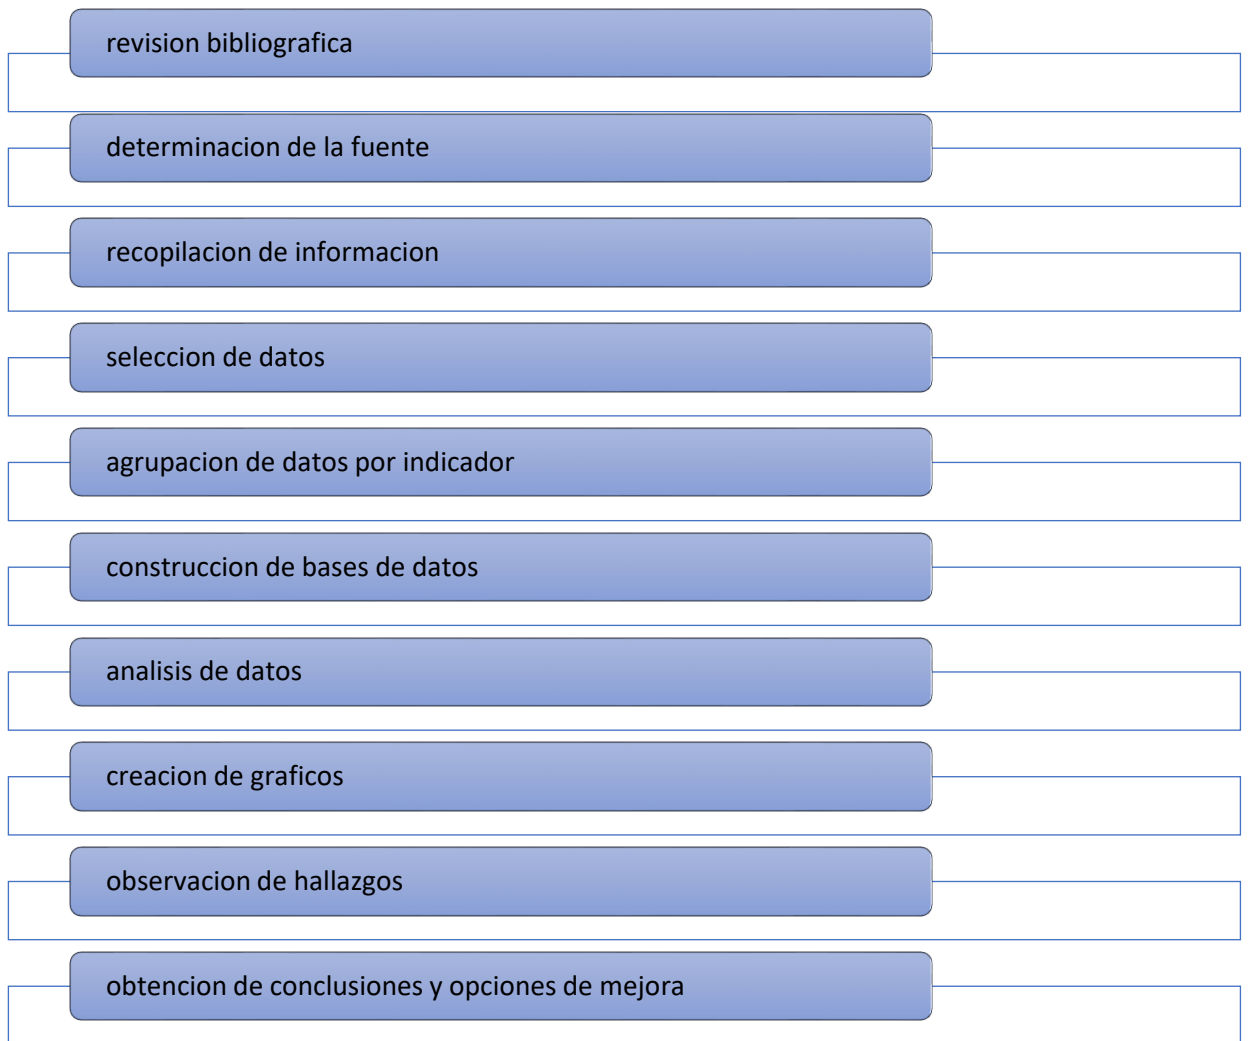 revision bibliografica
determinacion de la fuente
recopilacion de informacion
seleccion de datos
agrupacion de datos por indicador
construccion de bases de datos
analisis de datos
creacion de graficos
observacion de hallazgos
obtencion de conclusiones y opciones de mejora